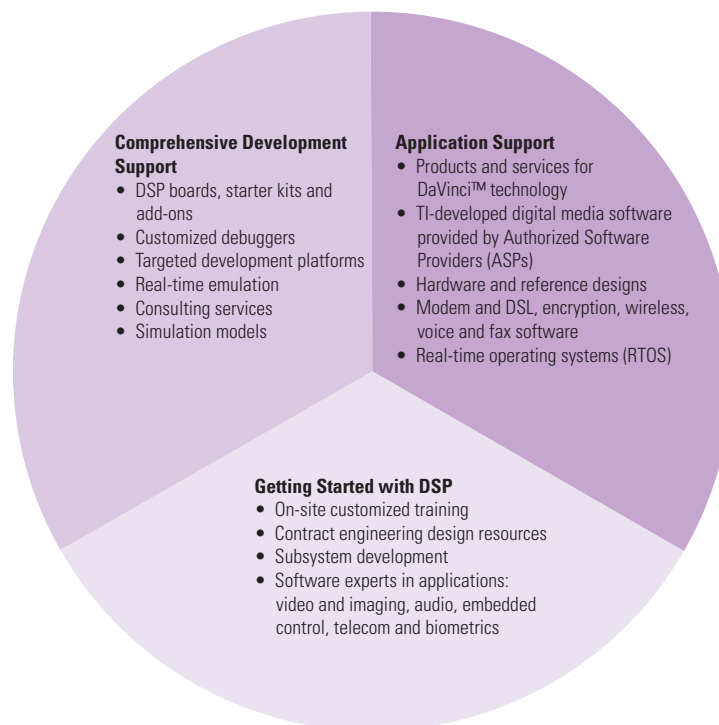 Comprehensive Development
Support
• DSP boards, starter kits and
add-ons
• Customized debuggers
• Targeted development platforms
• Real-time emulation
• Consulting services
• Simulation models
Application Support
• Products and services for
DaVinci™ technology
• TI-developed digital media software
provided by Authorized Software
Providers (ASPs)
• Hardware and reference designs
• Modem and DSL, encryption, wireless,
voice and fax software
• Real-time operating systems (RTOS)
Getting Started with DSP
• On-site customized training
• Contract engineering design resources
• Subsystem development
• Software experts in applications:
video and imaging, audio, embedded
control, telecom and biometrics